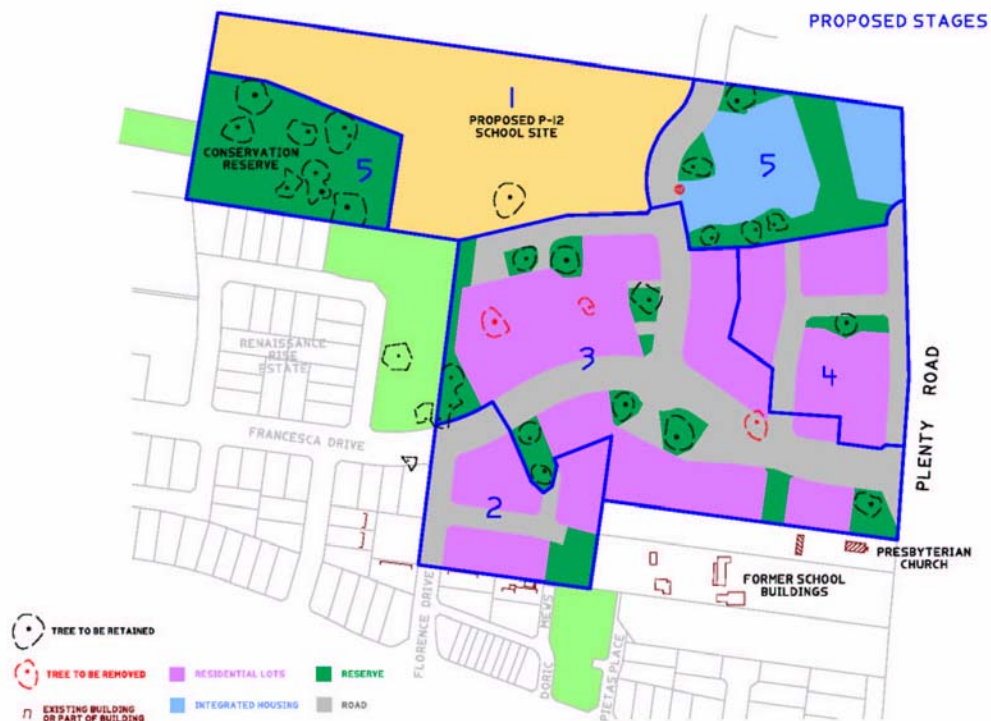 PROPOSED STAGES
1
PROPOSED P-12
SCHOOL SITE
CONSERVATION
RESERVE
5
5
RENAISSANCE
RISE
ESTATE
3
4
PLENTY ROAD
FRANCESCA DRIVE
2
PRESBYTERIAN
CHURCH
FORMER SCHOOL
BUILDINGS
FLORENCE DRIVE
DORIC MEWS
PIETAS PLACE
TREE TO BE RETAINED
TREE TO BE REMOVED
RESIDENTIAL LOTS
RESERVE
EXISTING BUILDING
OR PART OF BUILDING
INTEGRATED HOUSING
ROAD